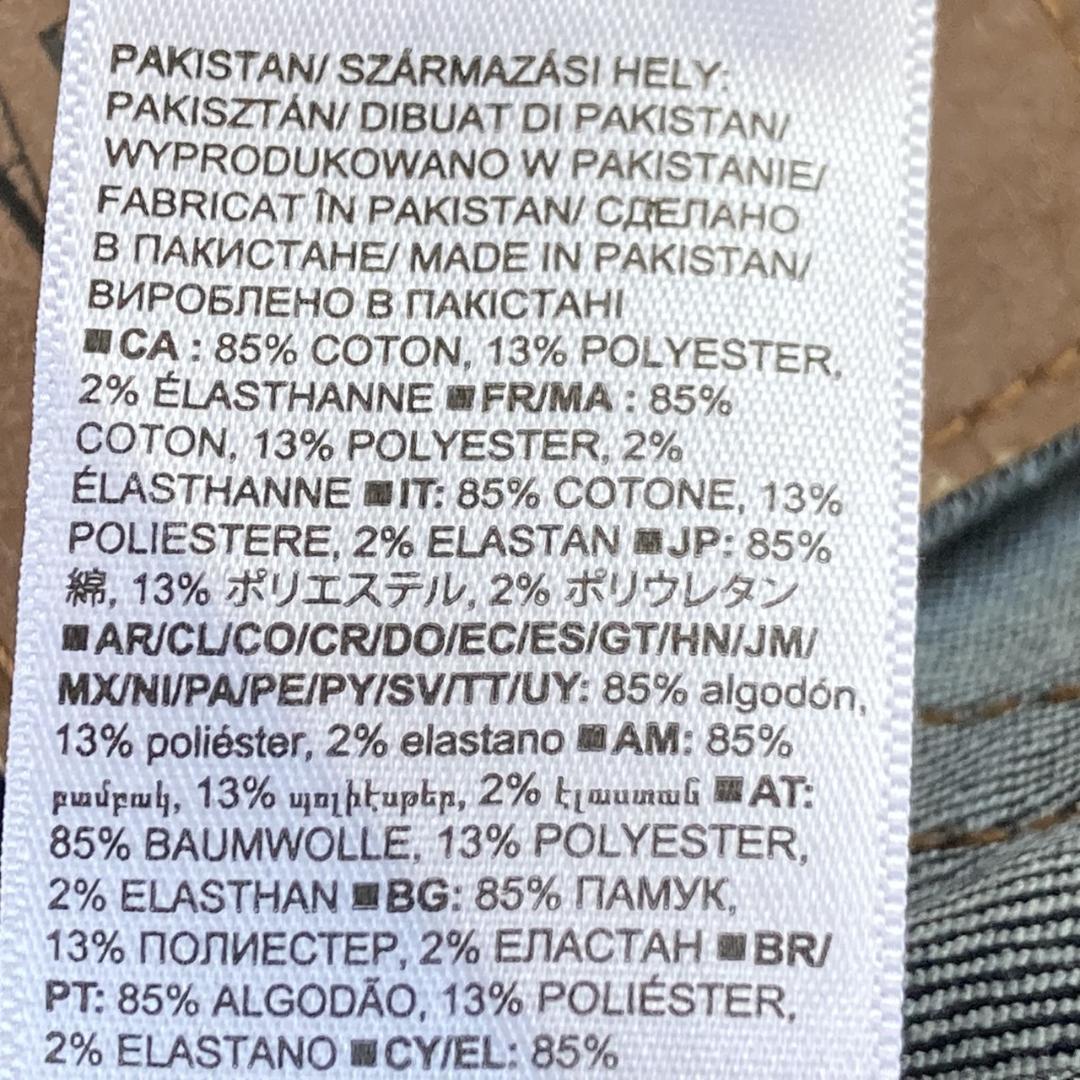 PAKISTAN/ SZÁRMAZÁSI HELY:
PAKISZTÁN/ DIBUAT DI PAKISTAN/
WYPRODUKOWANO W PAKISTANIE/
FABRICAT ÎN PAKISTAN/ СДЕЛАНО
В ПАКИСТАНЕ/ MADE IN PAKISTAN/
ВИРОБЛЕНО В ПАКІСТАНІ
■CA : 85% COTON, 13% POLYESTER,
2% ÉLASTHANNE ■FR/MA : 85%
COTON, 13% POLYESTER, 2%
ÉLASTHANNE ■IT: 85% COTONE, 13%
POLIESTERE, 2% ELASTAN ■JP: 85%
綿, 13% ポリエステル, 2% ポリウレタン
■AR/CL/CO/CR/DO/EC/ES/GT/HN/JM/
MX/NI/PA/PE/PY/SV/TT/UY: 85% algodón,
13% poliéster, 2% elastano ■AM: 85%
բամբակ, 13% պոլիէսթեր, 2% էլաստան ■AT:
85% BAUMWOLLE, 13% POLYESTER,
2% ELASTHAN ■BG: 85% ПАМУК,
13% ПОЛИЕСТЕР, 2% ЕЛАСТАН ■BR/
PT: 85% ALGODÃO, 13% POLIÉSTER,
2% ELASTANO ■CY/EL: 85%